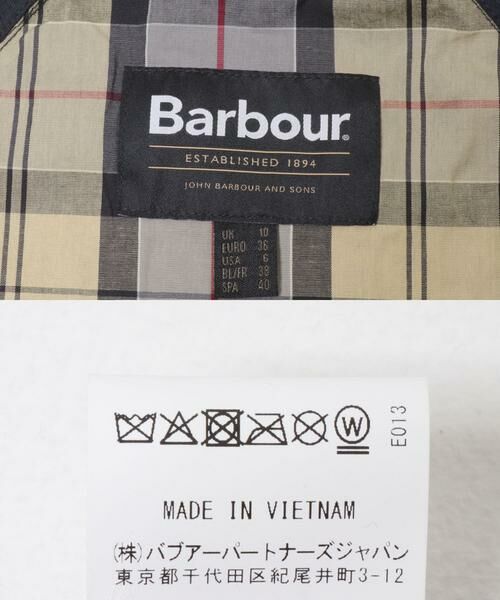 Barbour®
ESTABLISHED 1894
JOHN BARBOUR AND SONS
UK 10
EURO 36
USA 6
BL/FR 38
SPA 40
W
E013
MADE IN VIETNAM
(株)バブアーパートナーズジャパン
東京都千代田区紀尾井町3-12